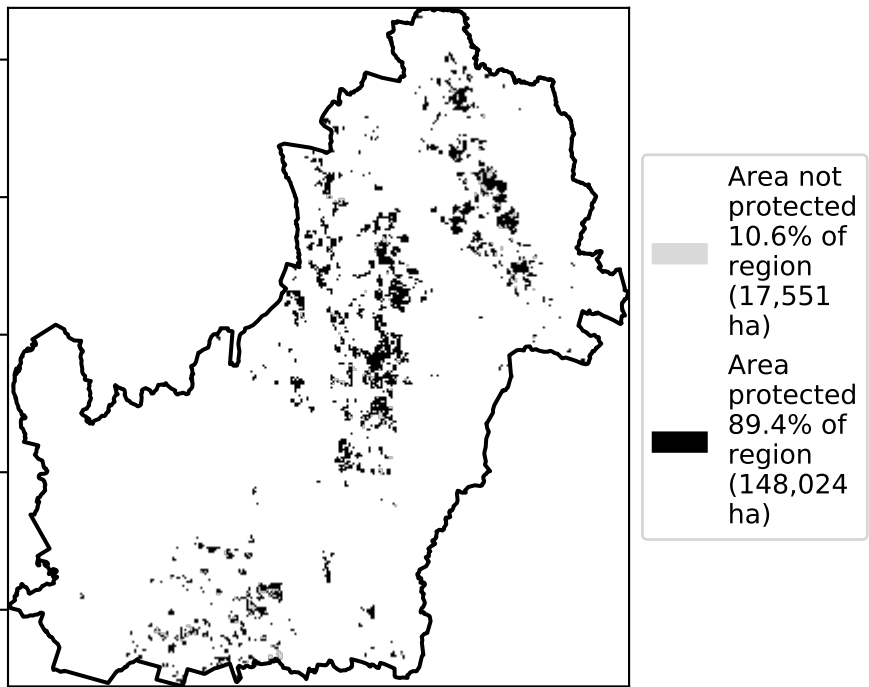 Area not
protected
10.6% of
region
(17,551
ha)
Area
protected
89.4% of
region
(148,024
ha)